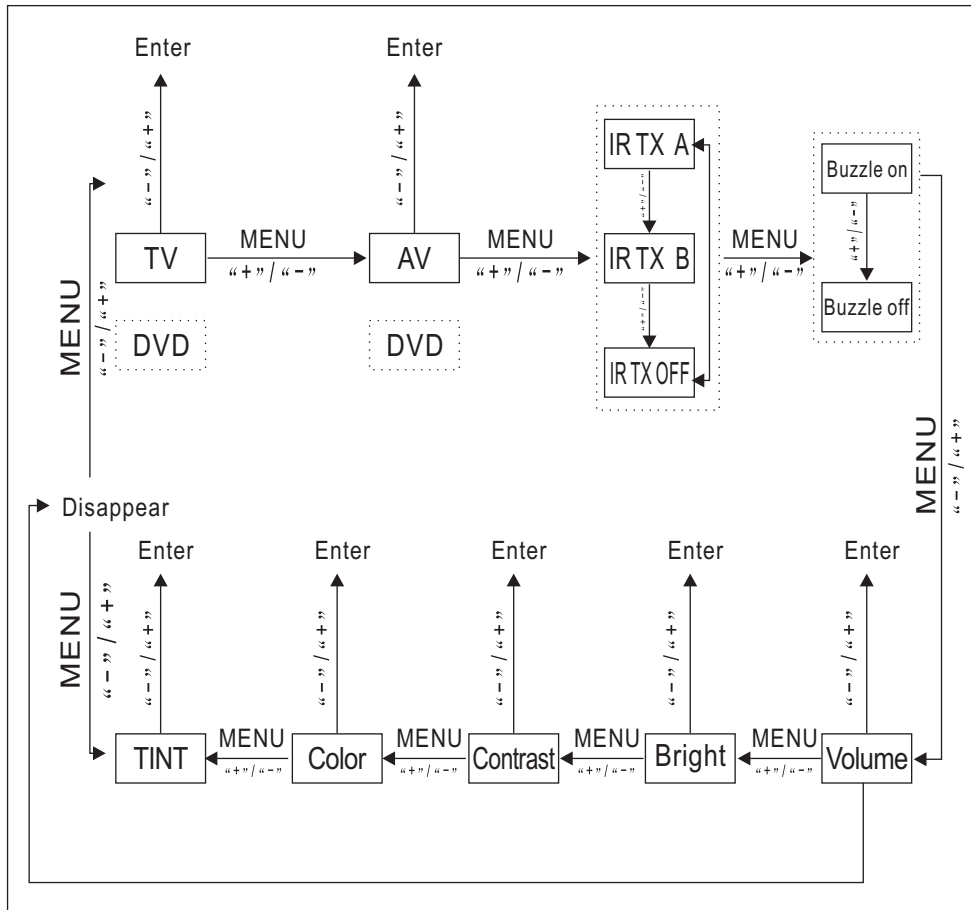 Enter
Enter
“ - ” / “ + ”
“ - ” / “ + ”
IR TX A
Buzzle on
“+”/“-”
“+”/“-”
TV
MENU
“+”/“-”
AV
MENU
“+”/“-”
IR TX B
MENU
“+”/“-”
Buzzle off
“+”/“-”
DVD
DVD
IR TX OFF
MENU
“ - ” / “ + ”
MENU
“ - ” / “ + ”
Disappear
Enter
Enter
Enter
Enter
Enter
MENU
“ - ” / “ + ”
“ - ” / “ + ”
“ - ” / “ + ”
“ - ” / “ + ”
“ - ” / “ + ”
“ - ” / “ + ”
TINT
MENU
“+”/“-”
Color
MENU
“+”/“-”
Contrast
MENU
“+”/“-”
Bright
MENU
“+”/“-”
Volume